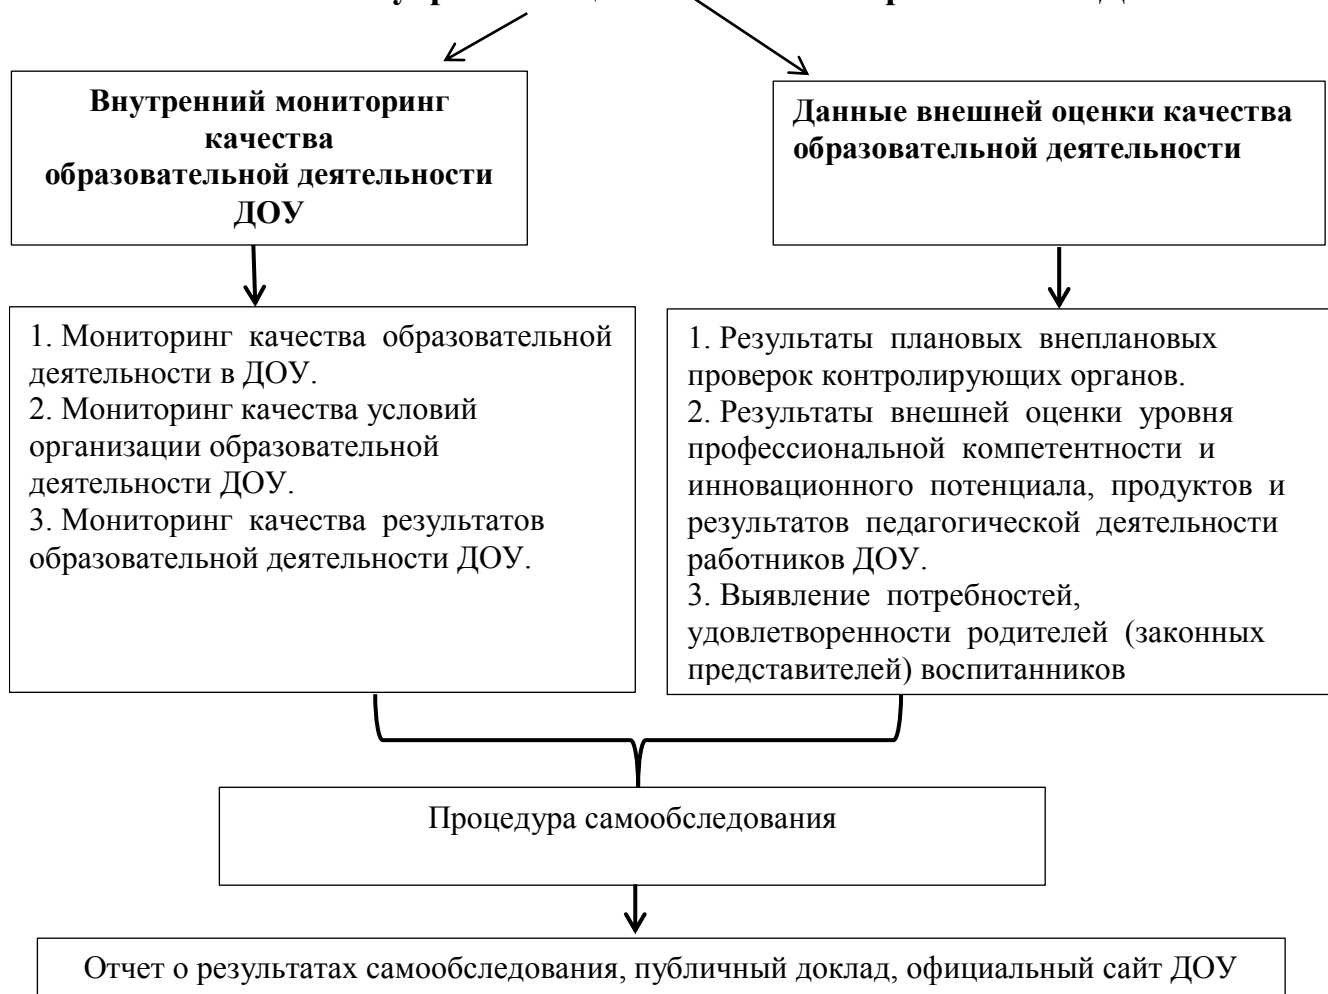 Внутренний мониторинг
качества
образовательной деятельности
ДОУ
Данные внешней оценки качества
образовательной деятельности
1. Мониторинг качества образовательной
деятельности в ДОУ.
2. Мониторинг качества условий
организации образовательной
деятельности ДОУ.
3. Мониторинг качества результатов
образовательной деятельности ДОУ.
1. Результаты плановых внеплановых
проверок контролирующих органов.
2. Результаты внешней оценки уровня
профессиональной компетентности и
инновационного потенциала, продуктов и
результатов педагогической деятельности
работников ДОУ.
3. Выявление потребностей,
удовлетворенности родителей (законных
представителей) воспитанников
Процедура самообследования
Отчет о результатах самообследования, публичный доклад, официальный сайт ДОУ